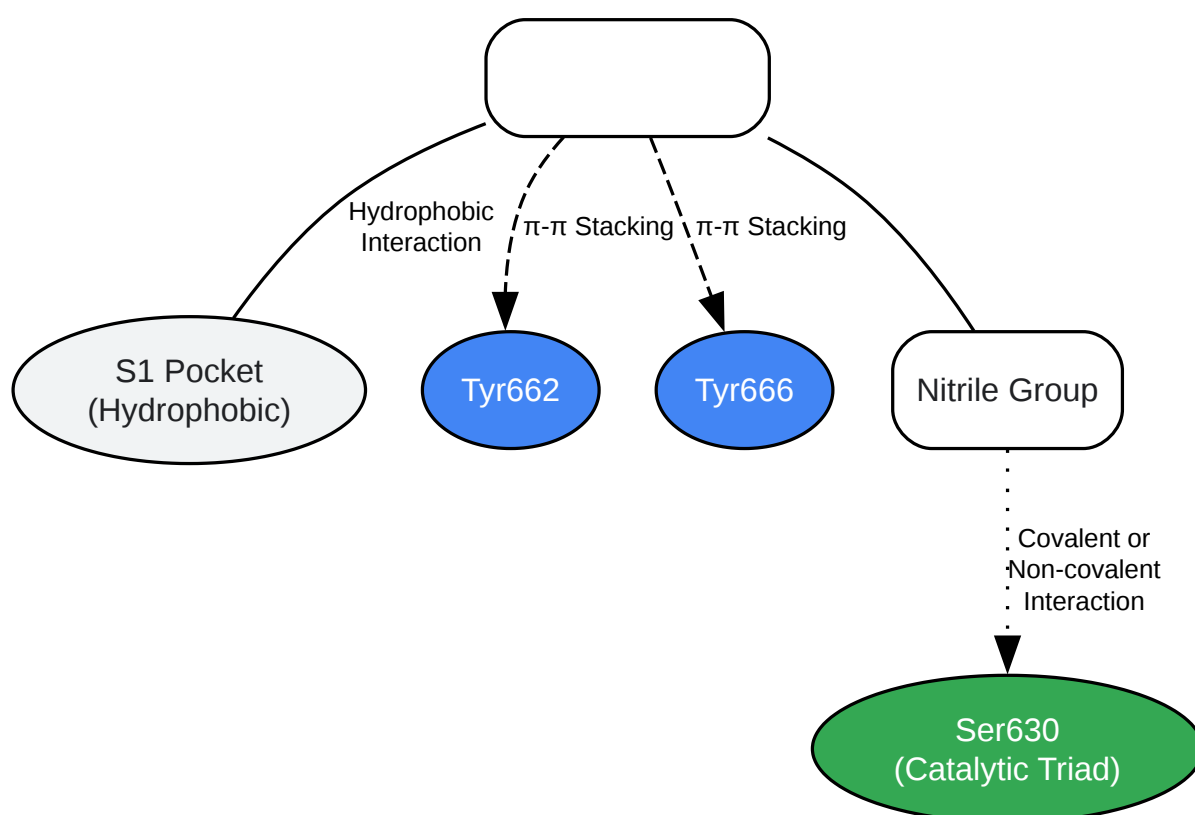 Hydrophobic
Interaction
π-π Stacking
π-π Stacking
S1 Pocket
(Hydrophobic)
Tyr662
Tyr666
Nitrile Group
Covalent or
Non-covalent
Interaction
Ser630
(Catalytic Triad)